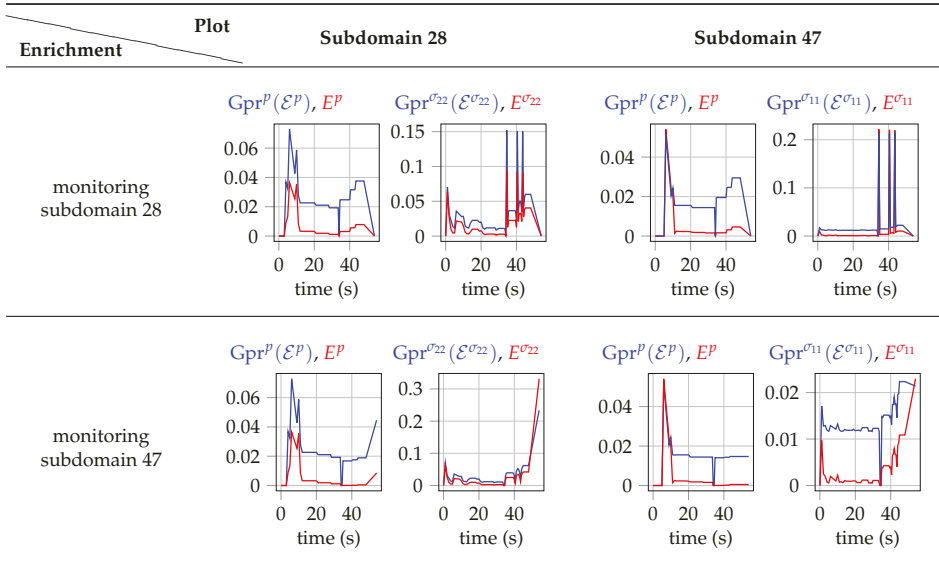 Plot
Enrichment
Subdomain 28 Subdomain 47
Gpr^p(ℰ^p), E^p Gpr^σ22(ℰ^σ22), E^σ22 Gpr^p(ℰ^p), E^p Gpr^σ11(ℰ^σ11), E^σ11
monitoring
subdomain 28
0.06
0.04
0.02
0
20 40
time (s)
0.15
0.1
0.05
0
0 20 40
time (s)
0.04
0.02
0
0 20 40
time (s)
0.2
0.1
0
0 20 40
time (s)
Gpr^p(ℰ^p), E^p Gpr^σ22(ℰ^σ22), E^σ22 Gpr^p(ℰ^p), E^p Gpr^σ11(ℰ^σ11), E^σ11
monitoring
subdomain 47
0.06
0.04
0.02
0
0 20 40
time (s)
0.3
0.2
0.1
0
0 20 40
time (s)
0.04
0.02
0
0 20 40
time (s)
0.02
0.01
0
0 20 40
time (s)